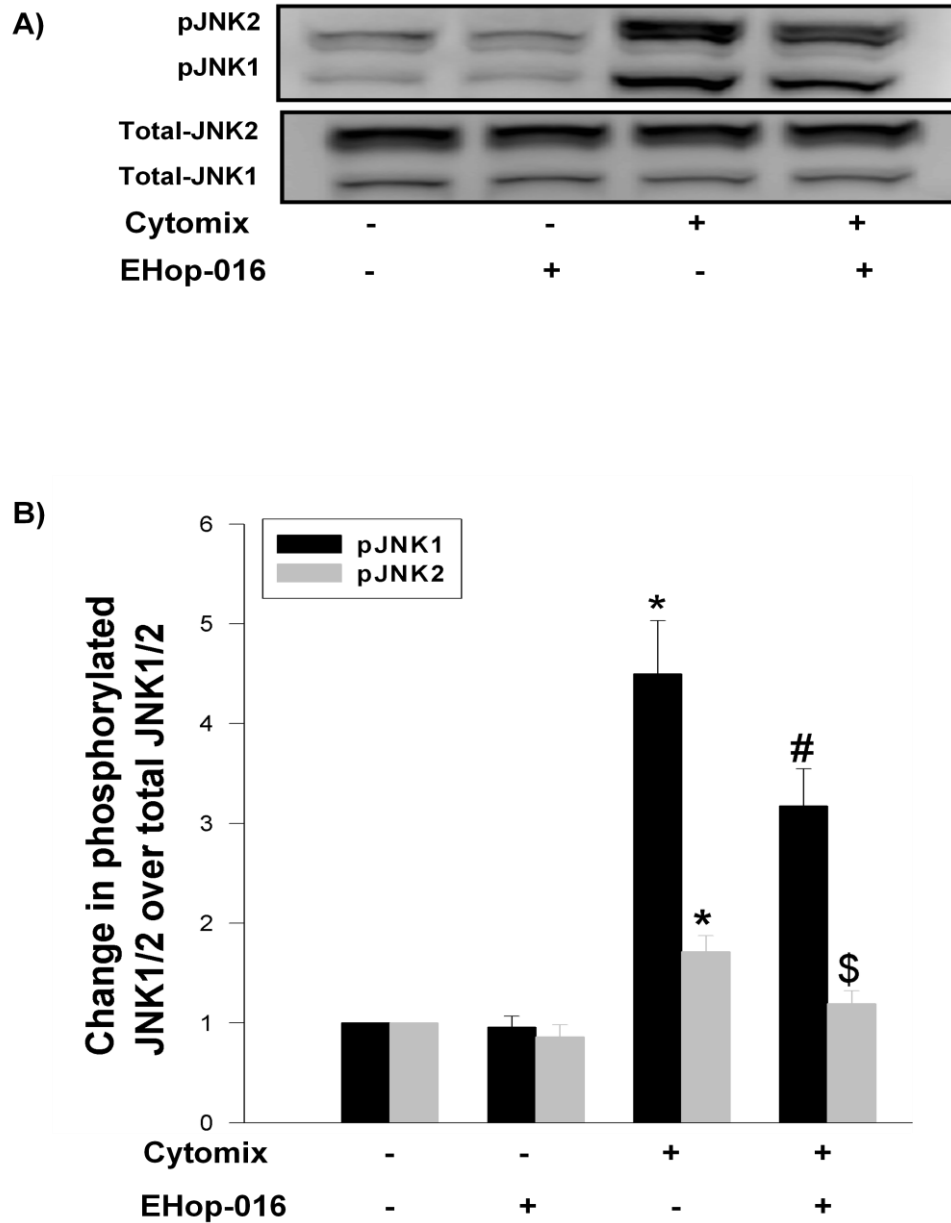 A)
pJNK2
pJNK1
Total-JNK2
Total-JNK1
Cytomix - - + +
EHop-016 - + - +
B)
Change in phosphorylated
JNK1/2 over total JNK1/2
6
5
4
3
2
1
0
pJNK1
pJNK2
*
*
#
$
Cytomix - - + +
EHop-016 - + - +